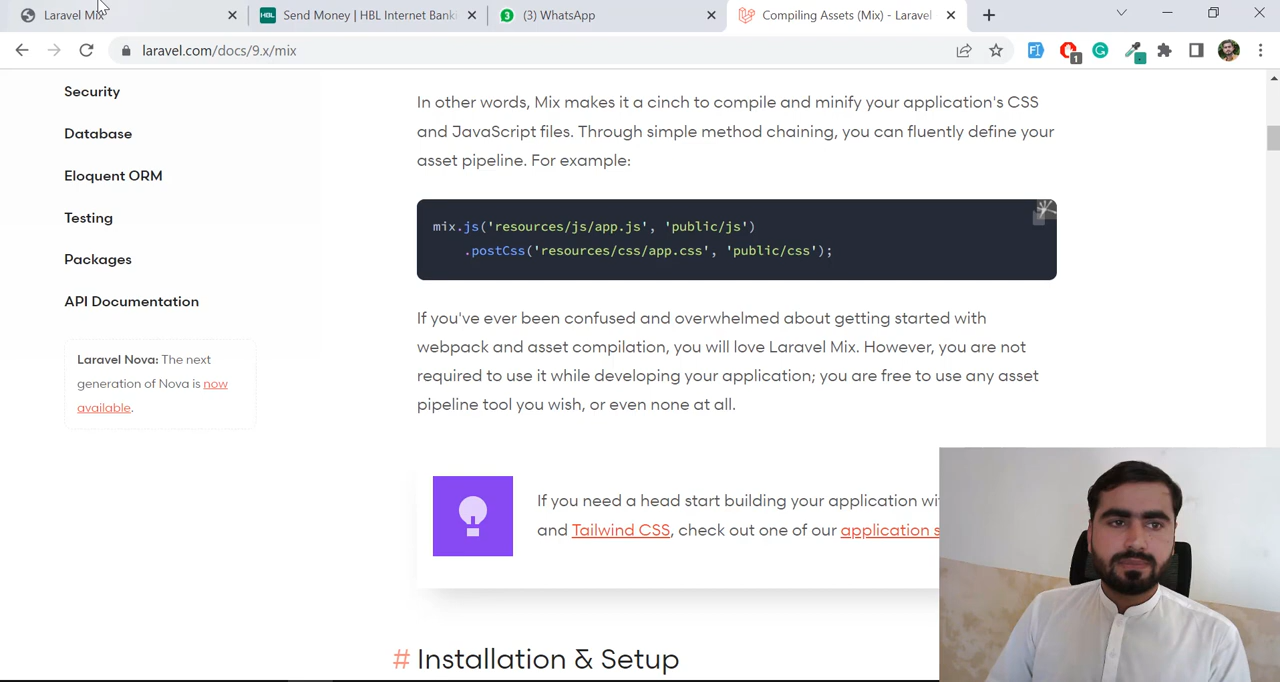 Laravel Mix
HBL
Send Money | HBL Internet Banki
3
(3) WhatsApp
Compiling Assets (Mix) - Laravel
laravel.com/docs/9.x/mix
1
Security
Database
Eloquent ORM
Testing
Packages
API Documentation
Laravel Nova: The next
generation of Nova is now
available.
In other words, Mix makes it a cinch to compile and minify your application's CSS
and JavaScript files. Through simple method chaining, you can fluently define your
asset pipeline. For example:
mix.js('resources/js/app.js', 'public/js')
.postCss('resources/css/app.css', 'public/css');
If you've ever been confused and overwhelmed about getting started with
webpack and asset compilation, you will love Laravel Mix. However, you are not
required to use it while developing your application; you are free to use any asset
pipeline tool you wish, or even none at all.
If you need a head start building your application wi
and Tailwind CSS, check out one of our application s
# Installation & Setup